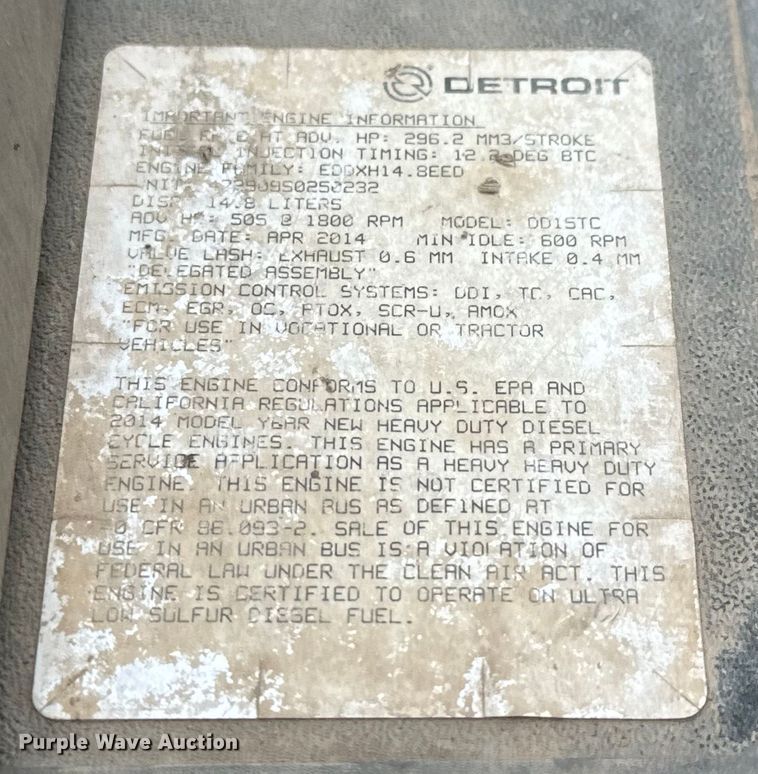 DETROIT
IMPORTANT ENGINE INFORMATION
FUEL RATE AT ADV. HP: 296.2 MM3/STROKE
INITIAL INJECTION TIMING: DEG BTC
ENGINE FAMILY: EDDXH14.8EED
UNIT:
DISP: 14.8 LITERS
ADV HP: 505 @ 1800 RPM MODEL: DD15TC
MFG. DATE: APR 2014 MIN IDLE: 600 RPM
VALVE LASH: EXHAUST 0.6 MM INTAKE 0.4 MM
"DELEGATED ASSEMBLY"
EMISSION CONTROL SYSTEMS: DDI, TC, CAC,
ECM, EGR, OC, PTOX, SCR-U, AMOX
"FOR USE IN VOCATIONAL OR TRACTOR
VEHICLES"
THIS ENGINE CONFORMS TO U.S. EPA AND
CALIFORNIA REGULATIONS APPLICABLE TO
2014 MODEL YEAR NEW HEAVY DUTY DIESEL
CYCLE ENGINES. THIS ENGINE HAS A PRIMARY
SERVICE APPLICATION AS A HEAVY HEAVY DUTY
ENGINE. THIS ENGINE IS NOT CERTIFIED FOR
USE IN AN URBAN BUS AS DEFINED AT
40 CFR 86.093-2. SALE OF THIS ENGINE FOR
USE IN AN URBAN BUS IS A VIOLATION OF
FEDERAL LAW UNDER THE CLEAN AIR ACT. THIS
ENGINE IS CERTIFIED TO OPERATE ON ULTRA
LOW SULFUR DIESEL FUEL.
Purple Wave Auction